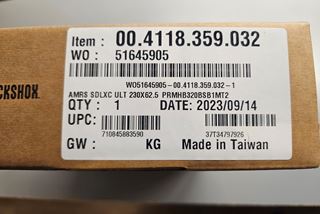 Item : 00.4118.359.032
WO : 51645905
WO51645905-00.4118.359.032-1
AMRS SDLXC ULT 230X62.5 PRMHB320BSB1MT2
QTY : 1 DATE: 2023/09/14
UPC:
710845883590 37T34797926
GW : KG Made in Taiwan
CKSHOX